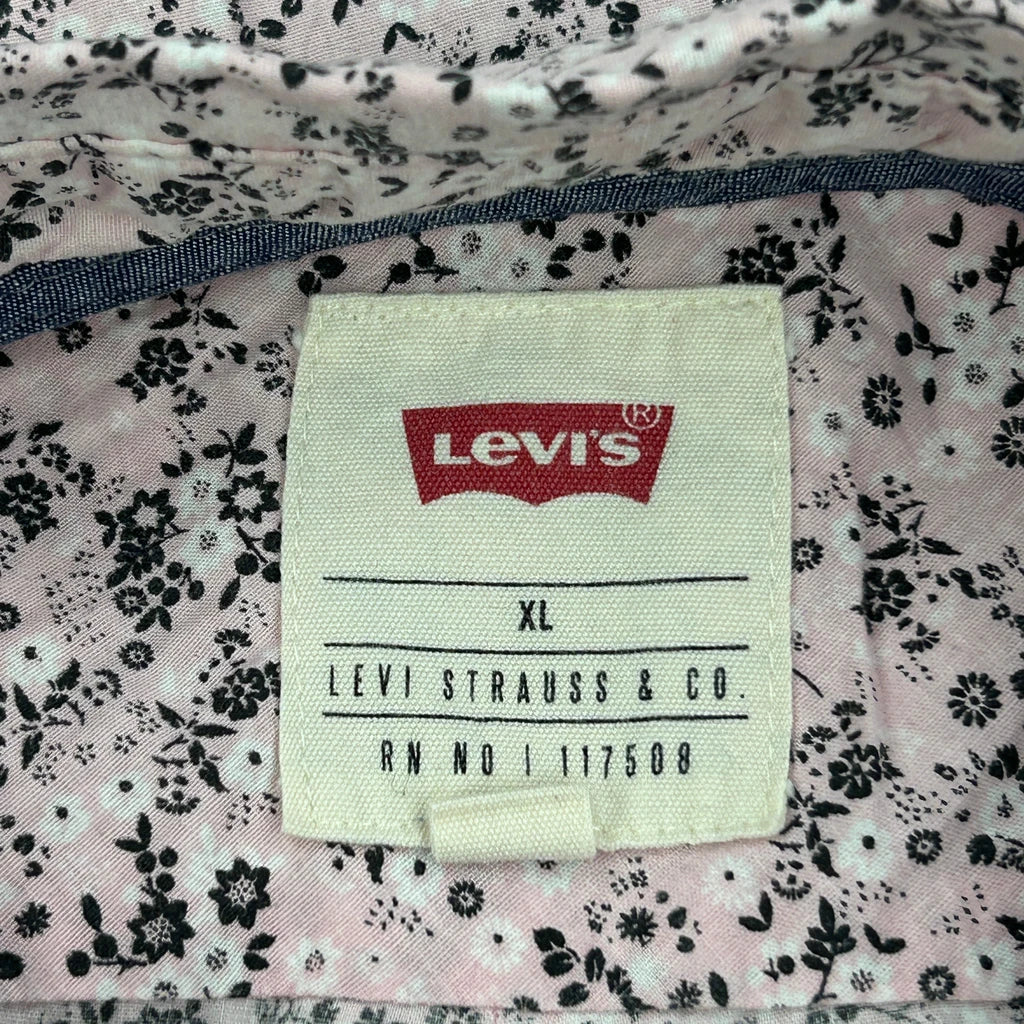 LEVI'S®
XL
LEVI STRAUSS & CO.
RN NO | 117508